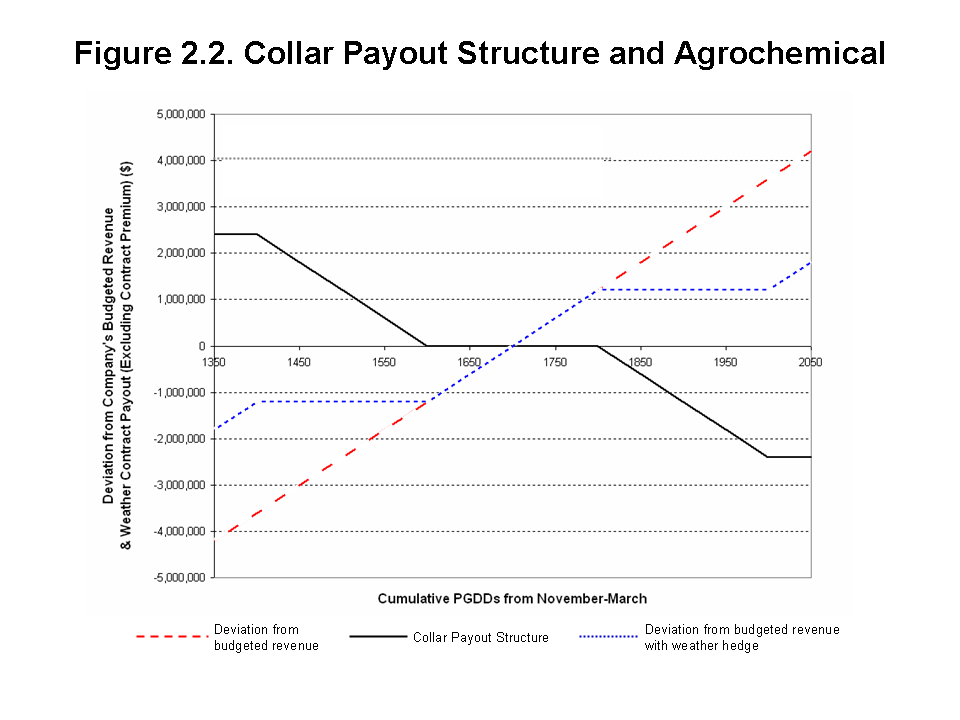 Figure 2.2. Collar Payout Structure and Agrochemical
Deviation from Company's Budgeted Revenue
& Weather Contract Payout (Excluding Contract Premium) ($)
5,000,000
4,000,000
3,000,000
2,000,000
1,000,000
0
-1,000,000
-2,000,000
-3,000,000
-4,000,000
-5,000,000
1350 1450 1550 1650 1750 1850 1950 2050
Cumulative PGDDs from November-March
Deviation from
budgeted revenue
Collar Payout Structure
Deviation from budgeted revenue
with weather hedge